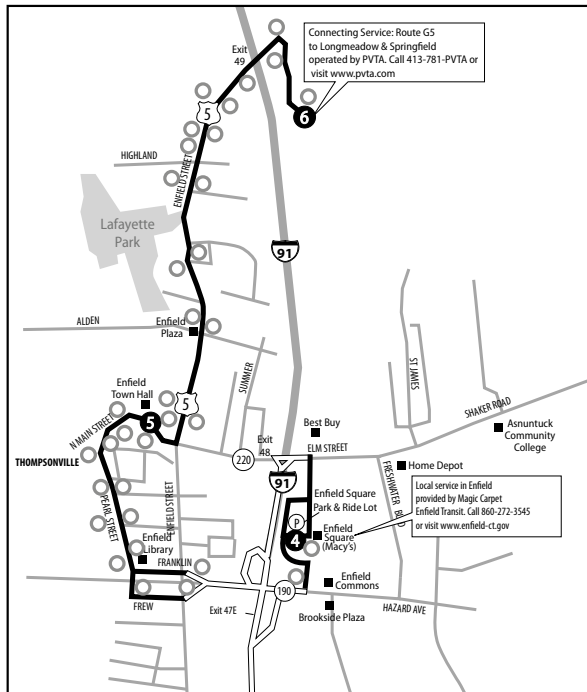 Connecting Service: Route G5
to Longmeadow & Springfield
operated by PVTA. Call 413-781-PVTA or
visit www.pvta.com
Exit
49
6
5
HIGHLAND
ENFIELD STREET
Lafayette
Park
91
ALDEN
Enfield
Plaza
SUMMER
ST JAMES
Enfield
Town Hall
5
5
N MAIN STREET
SHAKER ROAD
Best Buy
Asnuntuck
Community
College
THOMPSONVILLE
220
Exit
48
ELM STREET
Home Depot
91
FRESHWATER BLVD
Local service in Enfield
provided by Magic Carpet
Enfield Transit. Call 860-272-3545
or visit www.enfield-ct.gov
Enfield Square
Park & Ride Lot
P
4
Enfield
Square
(Macy's)
PEARL STREET
ENFIELD STREET
Enfield
Library
FRANKLIN
FREW
190
Enfield
Commons
HAZARD AVE
Exit 47E
Brookside Plaza